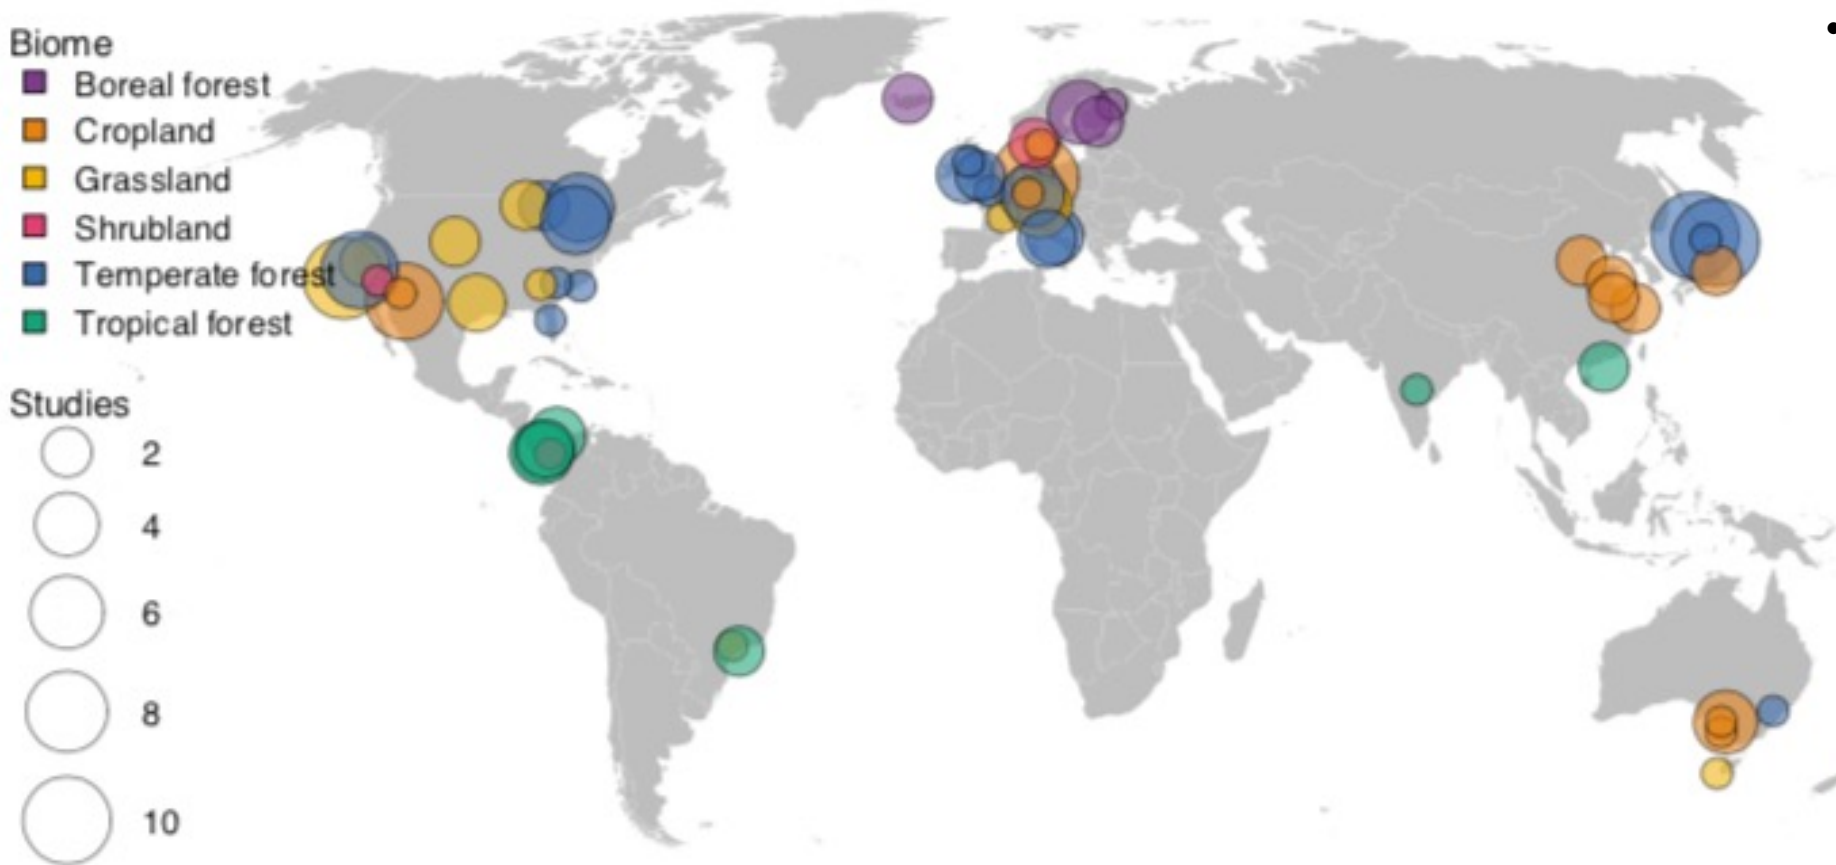 Biome
Boreal forest
Cropland
Grassland
Shrubland
Temperate forest
Tropical forest
Studies
2
4
6
8
10